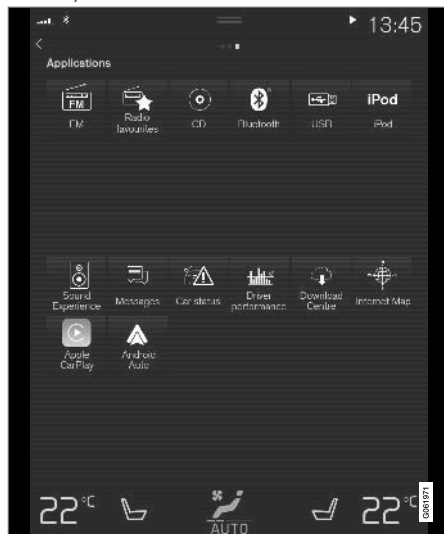 13:45
Applications
FM
iPod
FM
Radio favourites
CD
Bluetooth
USB
iPod
Sound Experience
Messages
Car status
Driver performance
Download Centre
Internet Map
Apple CarPlay
Android Auto
22°C
AUTO
22°C
G061971